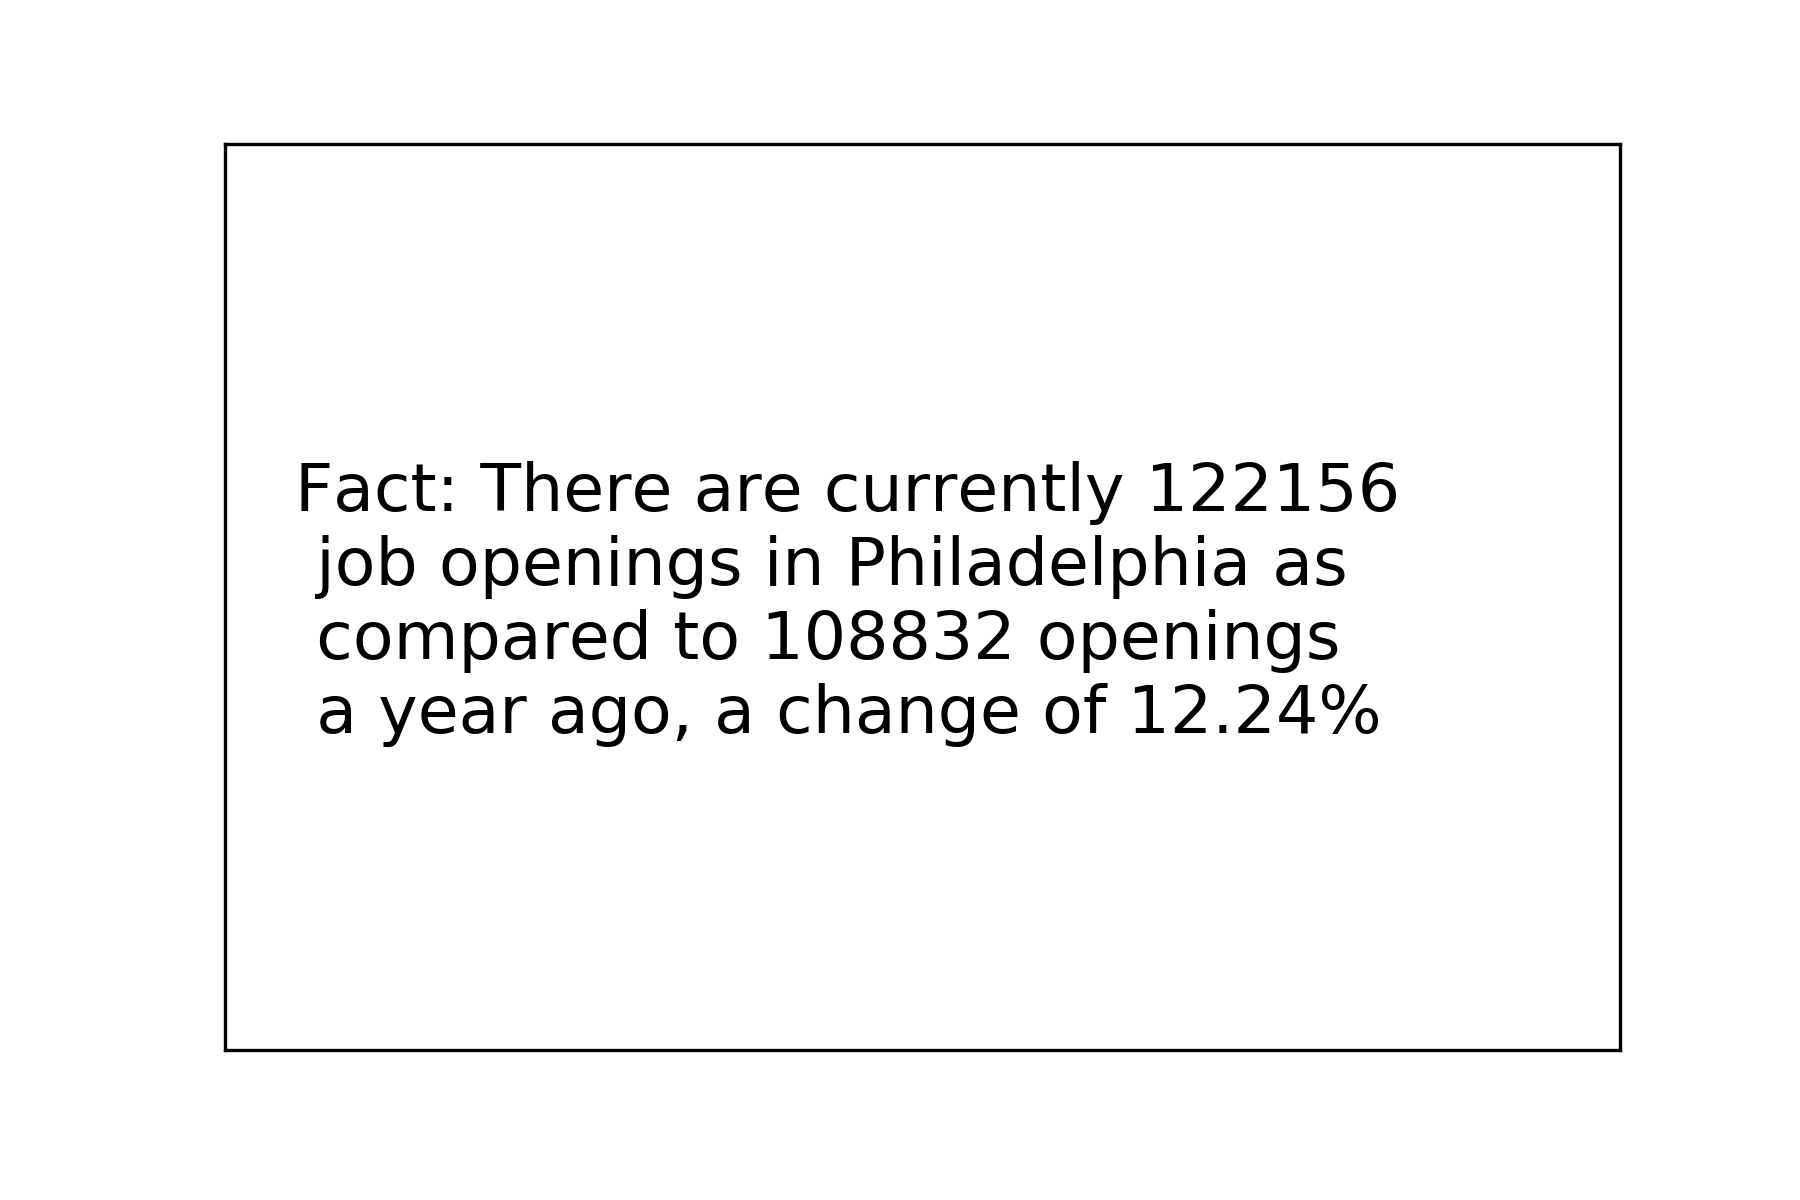 Fact: There are currently 122156
job openings in Philadelphia as
compared to 108832 openings
a year ago, a change of 12.24%